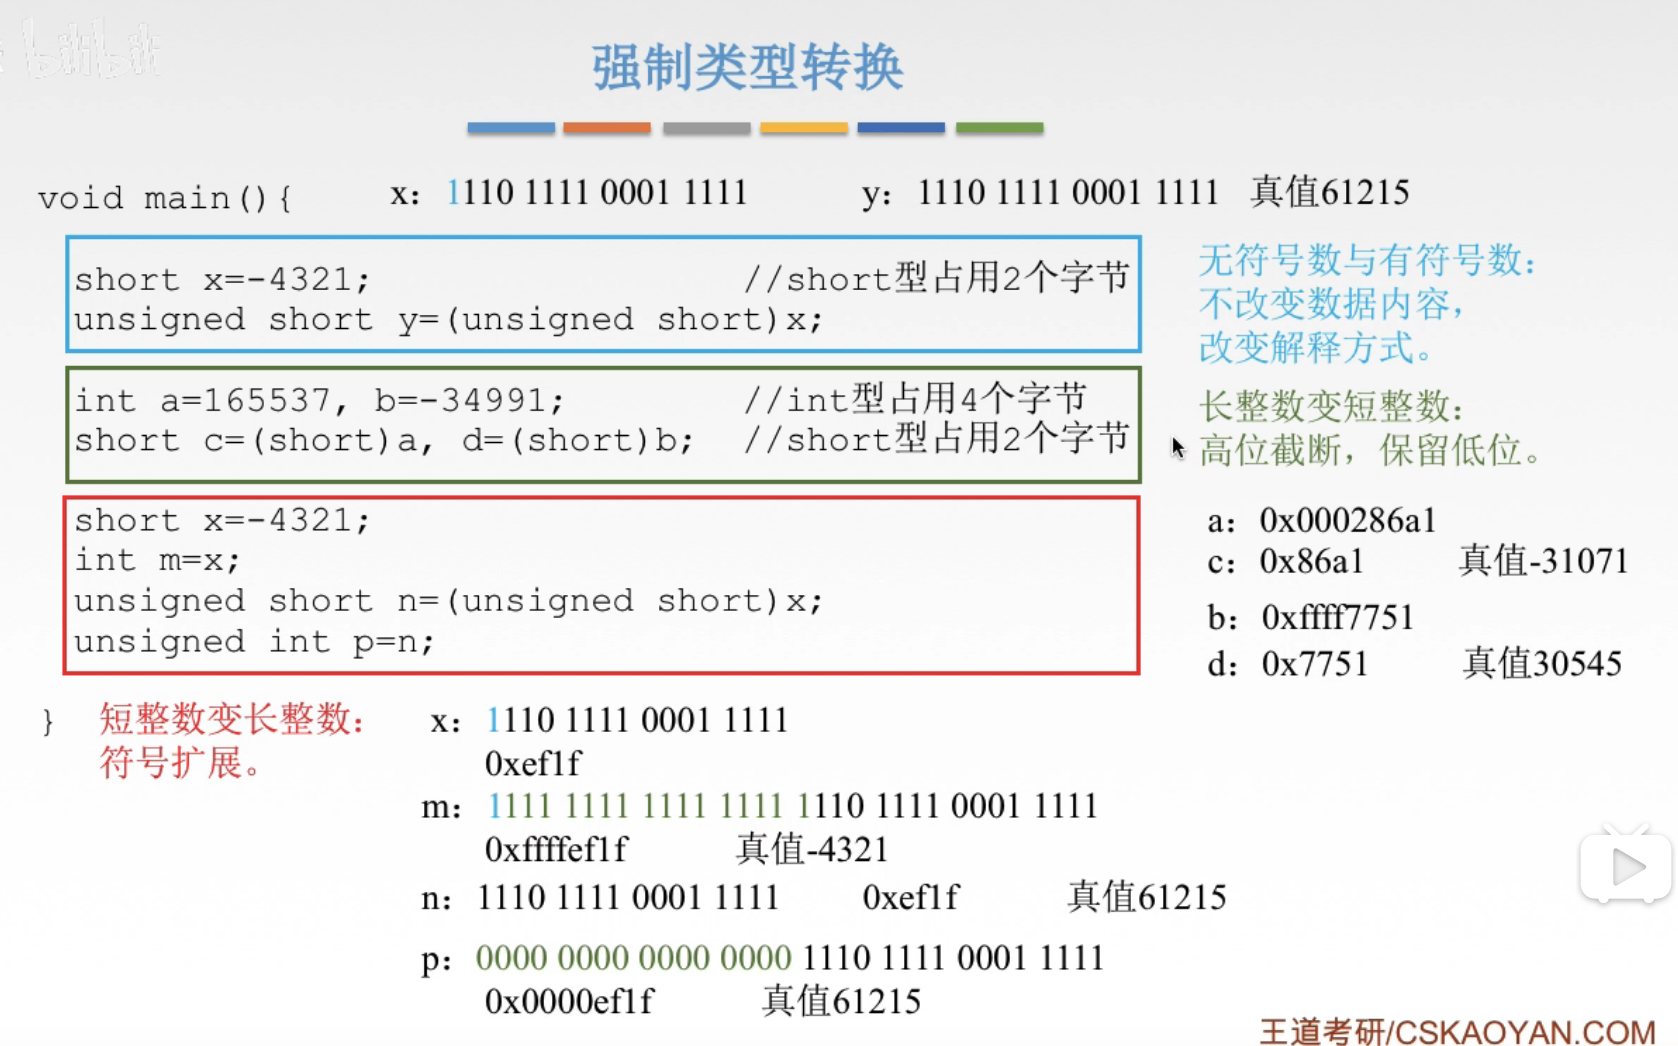 bilibili
强制类型转换
void main(){
x：1110 1111 0001 1111
y：1110 1111 0001 1111 真值61215
short x=-4321; //short型占用2个字节
unsigned short y=(unsigned short)x;
无符号数与有符号数：
不改变数据内容，
改变解释方式。
int a=165537, b=-34991; //int型占用4个字节
short c=(short)a, d=(short)b; //short型占用2个字节
长整数变短整数：
高位截断，保留低位。
short x=-4321;
int m=x;
unsigned short n=(unsigned short)x;
unsigned int p=n;
a：0x000286a1
c：0x86a1 真值-31071
b：0xffff7751
d：0x7751 真值30545
}
短整数变长整数：
符号扩展。
x：1110 1111 0001 1111
0xef1f
m：1111 1111 1111 1111 1110 1111 0001 1111
0xffffef1f 真值-4321
n：1110 1111 0001 1111 0xef1f 真值61215
p：0000 0000 0000 0000 1110 1111 0001 1111
0x0000ef1f 真值61215
王道考研/CSKAOYAN.COM